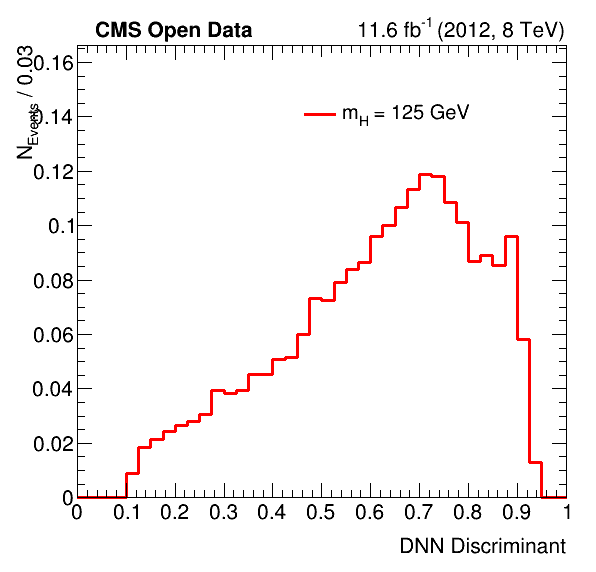 CMS Open Data 11.6 fb-1 (2012, 8 TeV)
NEvents / 0.03
mH = 125 GeV
0.16
0.14
0.12
0.1
0.08
0.06
0.04
0.02
0
0 0.1 0.2 0.3 0.4 0.5 0.6 0.7 0.8 0.9 1
DNN Discriminant